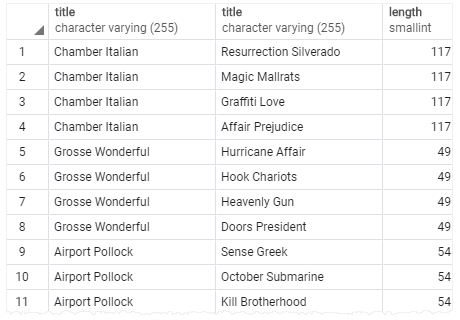 title title length
character varying (255) character varying (255) smallint
1 Chamber Italian Resurrection Silverado 117
2 Chamber Italian Magic Mallrats 117
3 Chamber Italian Graffiti Love 117
4 Chamber Italian Affair Prejudice 117
5 Grosse Wonderful Hurricane Affair 49
6 Grosse Wonderful Hook Chariots 49
7 Grosse Wonderful Heavenly Gun 49
8 Grosse Wonderful Doors President 49
9 Airport Pollock Sense Greek 54
10 Airport Pollock October Submarine 54
11 Airport Pollock Kill Brotherhood 54